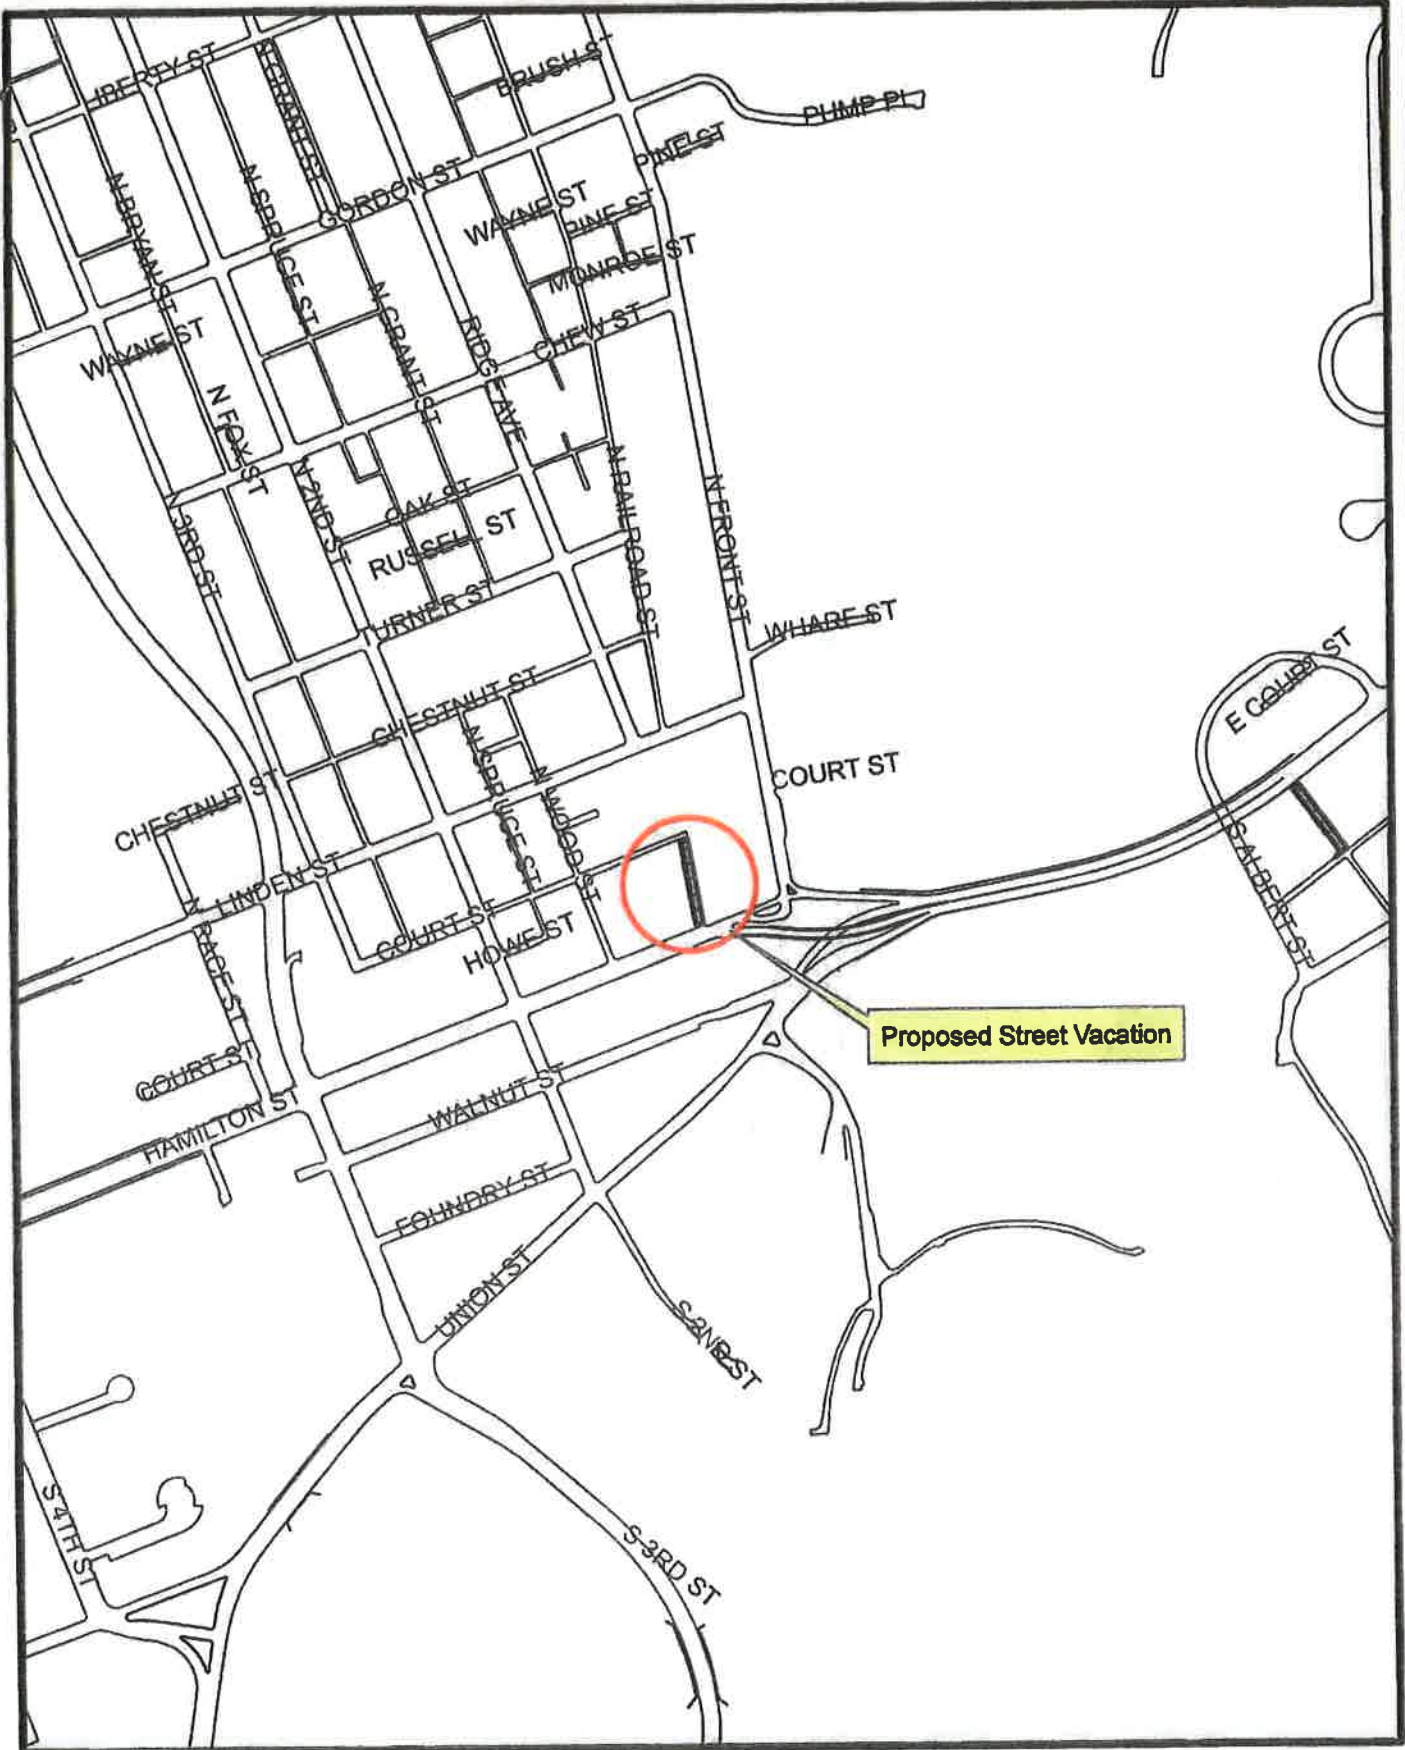 LIBERTY ST
N GRANT ST
BRUSH ST
PUMP PL
PINE ST
N BRYAN ST
N SPRUCE ST
GORDON ST
WAYNE ST
PINE ST
MONROE ST
WAYNE ST
N GRANT ST
RIDGE AVE
CHEW ST
N FOX ST
N 2ND ST
OAK ST
RUSSELL ST
N RAILROAD ST
N FRONT ST
N 3RD ST
TURNER ST
WHARF ST
CHESTNUT ST
E COURT ST
N SPRUCE ST
N WOOD ST
COURT ST
CHESTNUT ST
LINDEN ST
S ALBERT ST
N RACE ST
COURT ST
HOWE ST
Proposed Street Vacation
COURT ST
HAMILTON ST
WALNUT ST
FOUNDRY ST
UNION ST
S 2ND ST
S 4TH ST
S 3RD ST